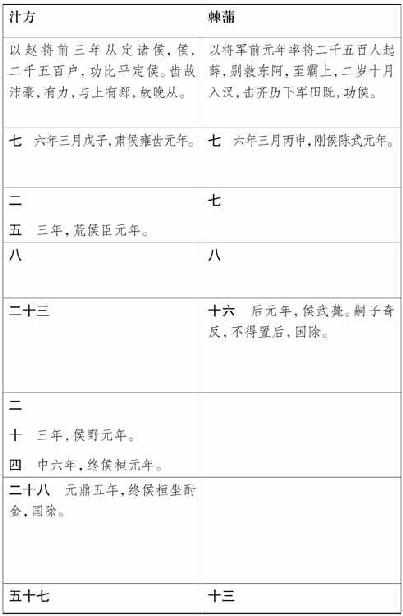 汁方
棘蒲
以赵将前三年从定诸侯,侯,
二千五百户,功比平定侯。齿故
沛豪,有力,与上有郄,故晚从。
以将军前元年率将二千五百人起
薛,别救东阿,至霸上,二岁十月
入汉,击齐历下军田既,功侯。
七 六年三月戊子,肃侯雍齿元年。
七 六年三月丙申,刚侯陈武元年。
二
五 三年,荒侯臣元年。
七
八
八
二十三
十六 后元年,侯武薨。嗣子奇
反,不得置后,国除。
二
十 三年,侯野元年。
四 中六年,终侯桓元年。
二十八 元鼎五年,终侯桓坐酎
金,国除。
五十七
十三